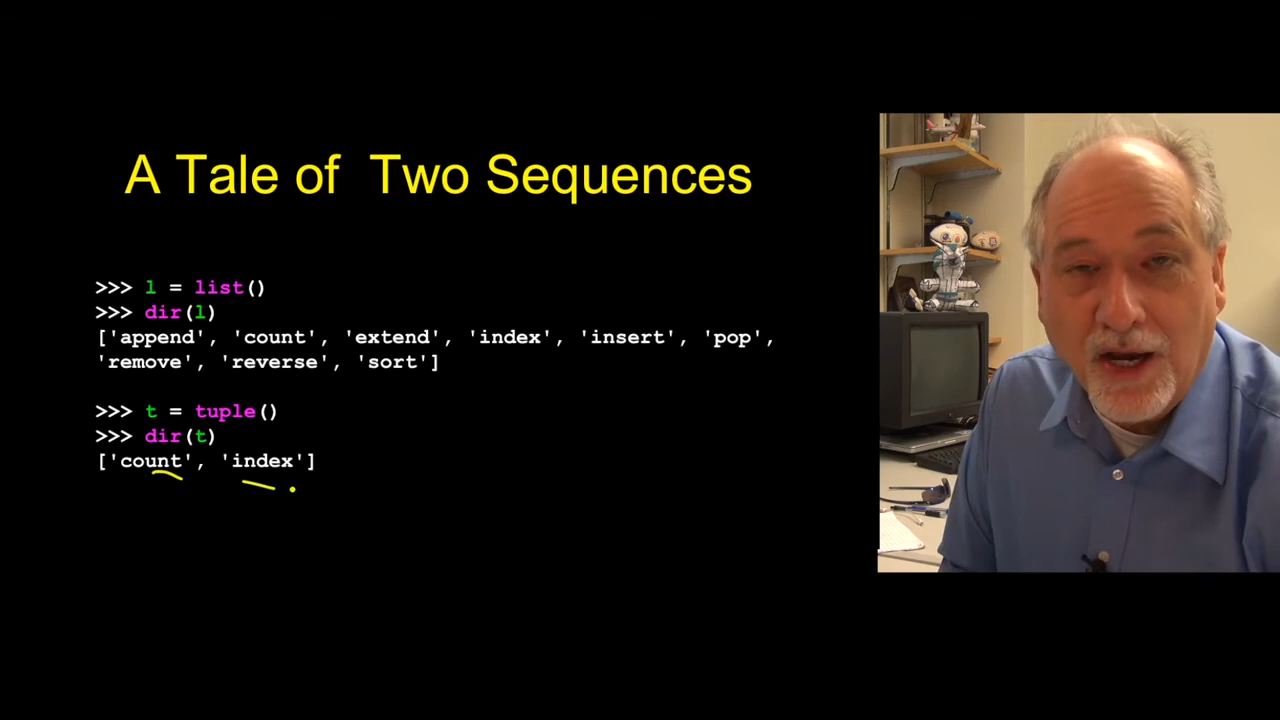 A Tale of  Two Sequences
>>> l = list()
>>> dir(l)
['append', 'count', 'extend', 'index', 'insert', 'pop',
'remove', 'reverse', 'sort']
>>> t = tuple()
>>> dir(t)
['count', 'index']